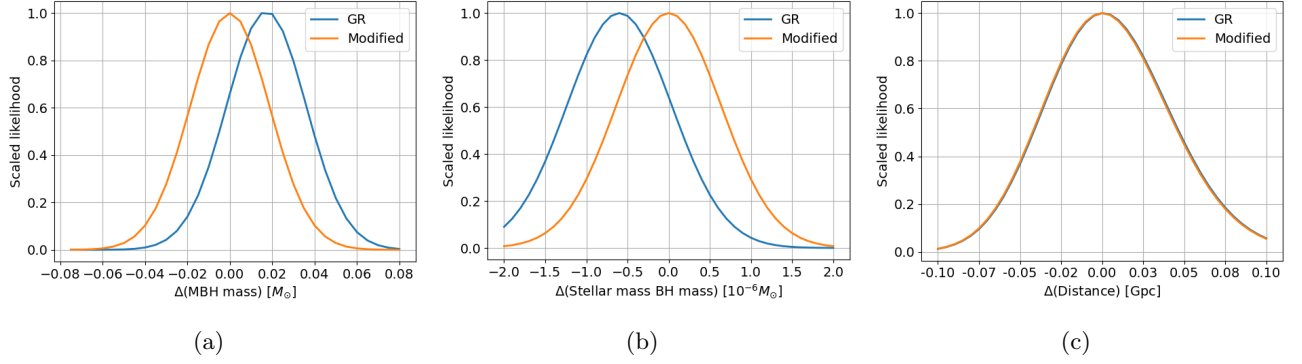 Scaled likelihood
1.0
0.8
0.6
0.4
0.2
0.0
GR
Modified
−0.08 −0.06 −0.04 −0.02 0.00 0.02 0.04 0.06 0.08
Δ(MBH mass) [M⊙]
(a)
Scaled likelihood
1.0
0.8
0.6
0.4
0.2
0.0
GR
Modified
−2.0 −1.5 −1.0 −0.5 0.0 0.5 1.0 1.5 2.0
Δ(Stellar mass BH mass) [10⁻⁶M⊙]
(b)
Scaled likelihood
1.0
0.8
0.6
0.4
0.2
0.0
GR
Modified
−0.10 −0.07 −0.05 −0.02 0.00 0.03 0.05 0.08 0.10
Δ(Distance) [Gpc]
(c)